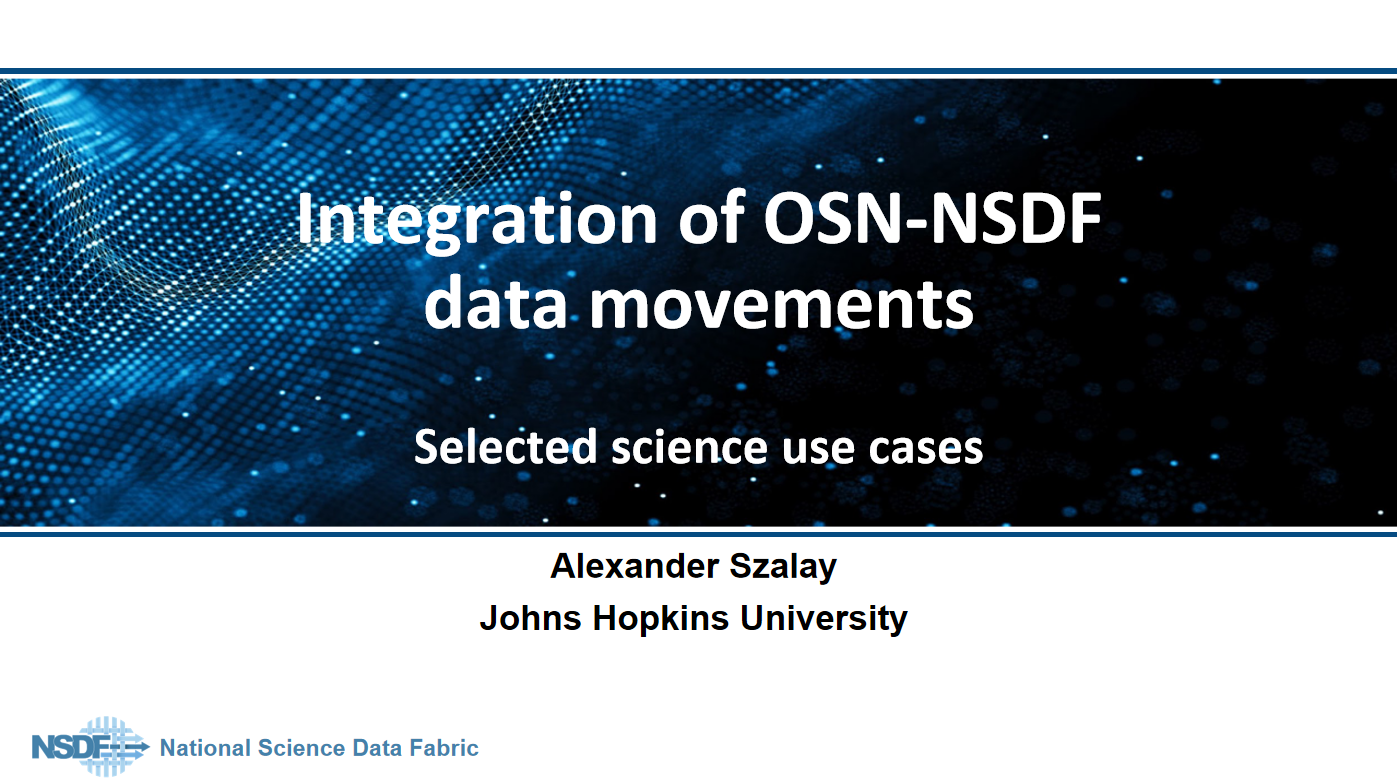 Integration of OSN-NSDF
data movements
Selected science use cases
Alexander Szalay
Johns Hopkins University
NSDF National Science Data Fabric